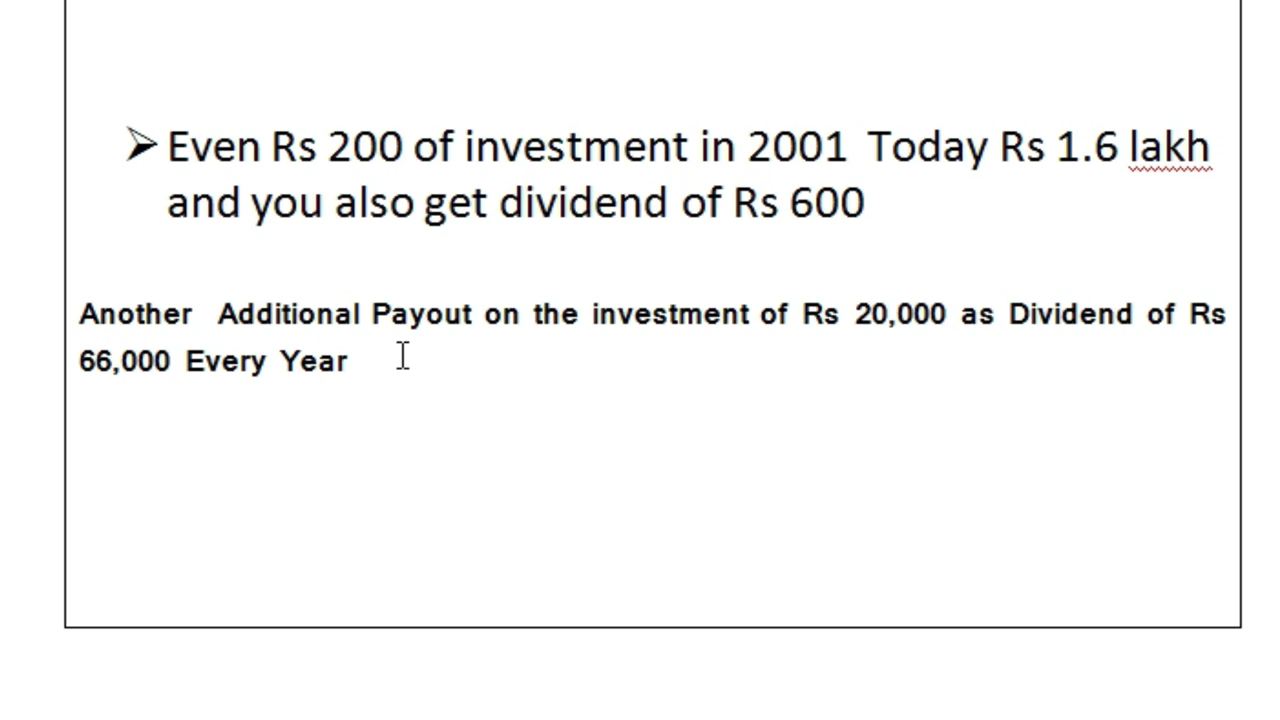 Even Rs 200 of investment in 2001 Today Rs 1.6 lakh
and you also get dividend of Rs 600
Another Additional Payout on the investment of Rs 20,000 as Dividend of Rs
66,000 Every Year